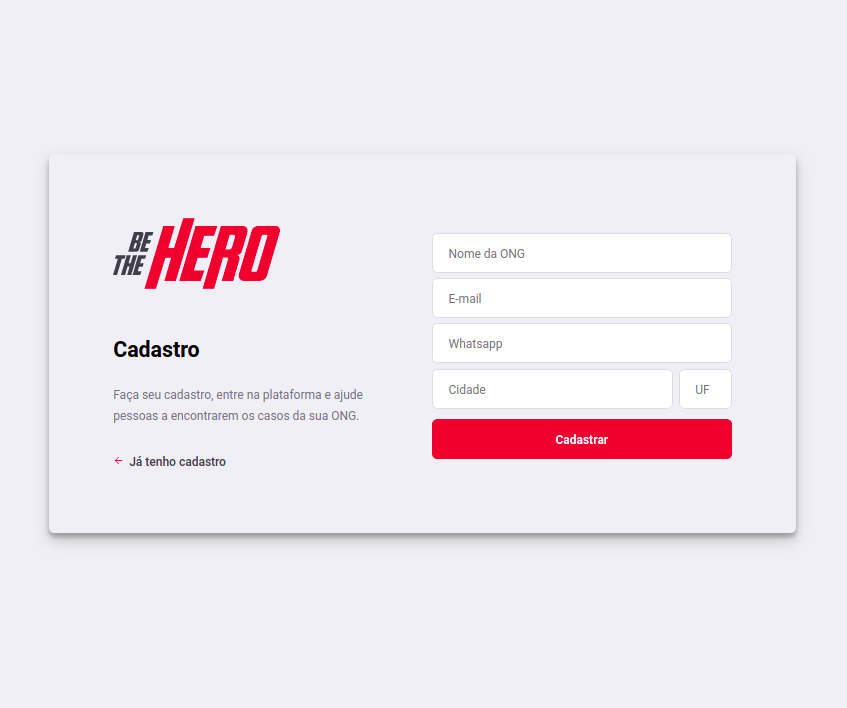 BE
THE
HERO
Cadastro
Faça seu cadastro, entre na plataforma e ajude
pessoas a encontrarem os casos da sua ONG.
Já tenho cadastro
Nome da ONG
E-mail
Whatsapp
Cidade UF
Cadastrar